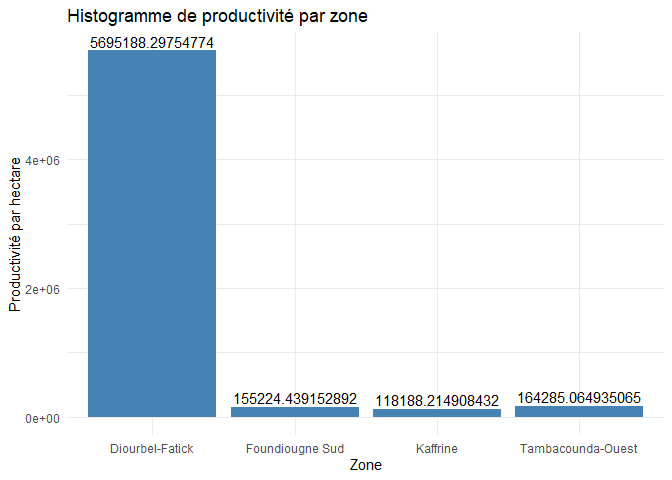 Histogramme de productivité par zone
5695188.29754774
155224.439152892
118188.214908432
164285.064935065
4e+06
2e+06
0e+00
Productivité par hectare
Diourbel-Fatick
Foundiougne Sud
Kaffrine
Tambacounda-Ouest
Zone